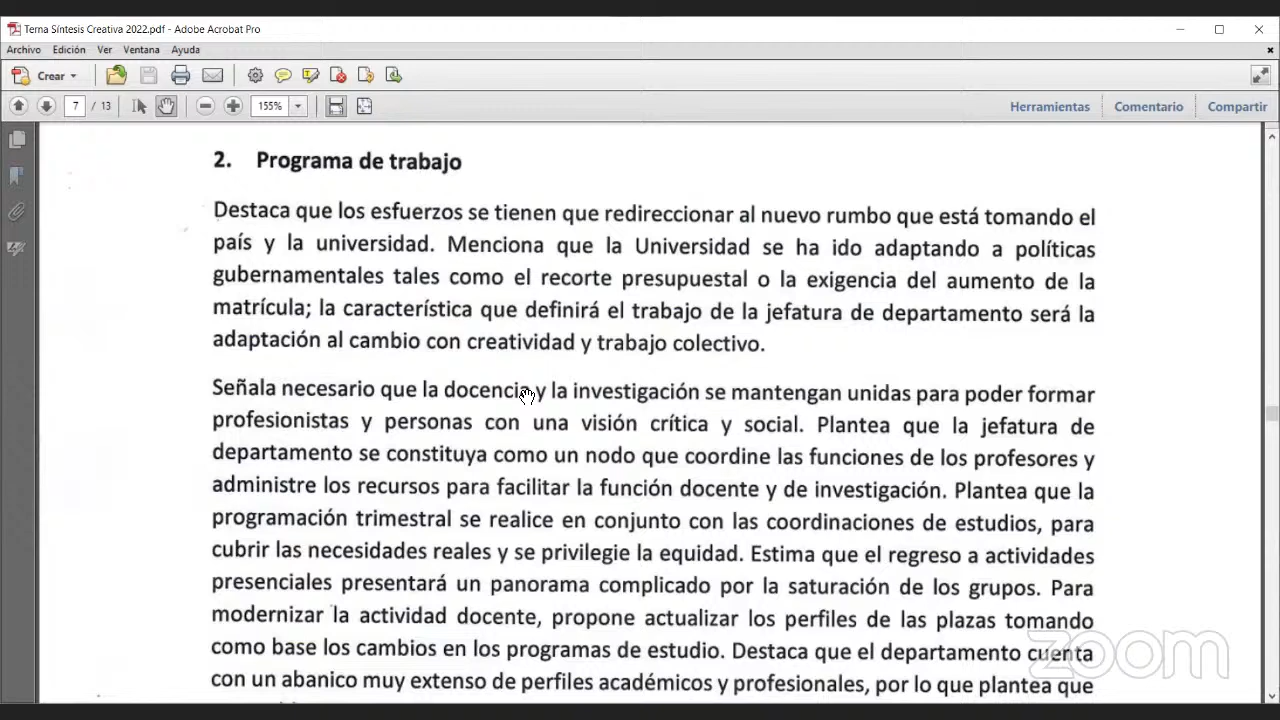 Terna Síntesis Creativa 2022.pdf - Adobe Acrobat Pro
Archivo Edición Ver Ventana Ayuda
Crear
7 / 13 155% Herramientas Comentario Compartir
2. Programa de trabajo
Destaca que los esfuerzos se tienen que redireccionar al nuevo rumbo que está tomando el
país y la universidad. Menciona que la Universidad se ha ido adaptando a políticas
gubernamentales tales como el recorte presupuestal o la exigencia del aumento de la
matrícula; la característica que definirá el trabajo de la jefatura de departamento será la
adaptación al cambio con creatividad y trabajo colectivo.
Señala necesario que la docencia y la investigación se mantengan unidas para poder formar
profesionistas y personas con una visión crítica y social. Plantea que la jefatura de
departamento se constituya como un nodo que coordine las funciones de los profesores y
administre los recursos para facilitar la función docente y de investigación. Plantea que la
programación trimestral se realice en conjunto con las coordinaciones de estudios, para
cubrir las necesidades reales y se privilegie la equidad. Estima que el regreso a actividades
presenciales presentará un panorama complicado por la saturación de los grupos. Para
modernizar la actividad docente, propone actualizar los perfiles de las plazas tomando
como base los cambios en los programas de estudio. Destaca que el departamento cuenta
con un abanico muy extenso de perfiles académicos y profesionales, por lo que plantea que
zoom